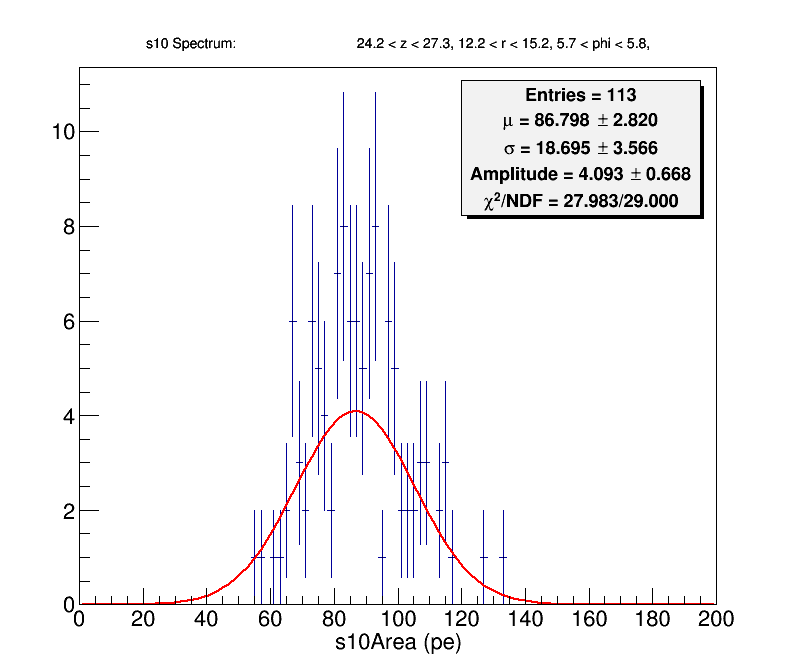 s10 Spectrum: 24.2 < z < 27.3, 12.2 < r < 15.2, 5.7 < phi < 5.8,
Entries = 113
μ = 86.798 ± 2.820
σ = 18.695 ± 3.566
Amplitude = 4.093 ± 0.668
χ²/NDF = 27.983/29.000
10
8
6
4
2
0
0 20 40 60 80 100 120 140 160 180 200
s10Area (pe)